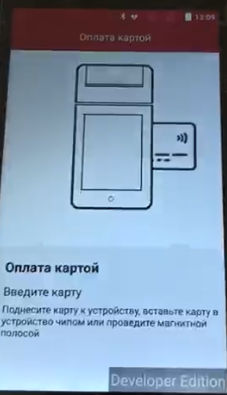 13:09
Оплата картой
Оплата картой
Введите карту
Поднесите карту к устройству, вставьте карту в
устройство чипом или проведите магнитной
полосой
Developer Edition